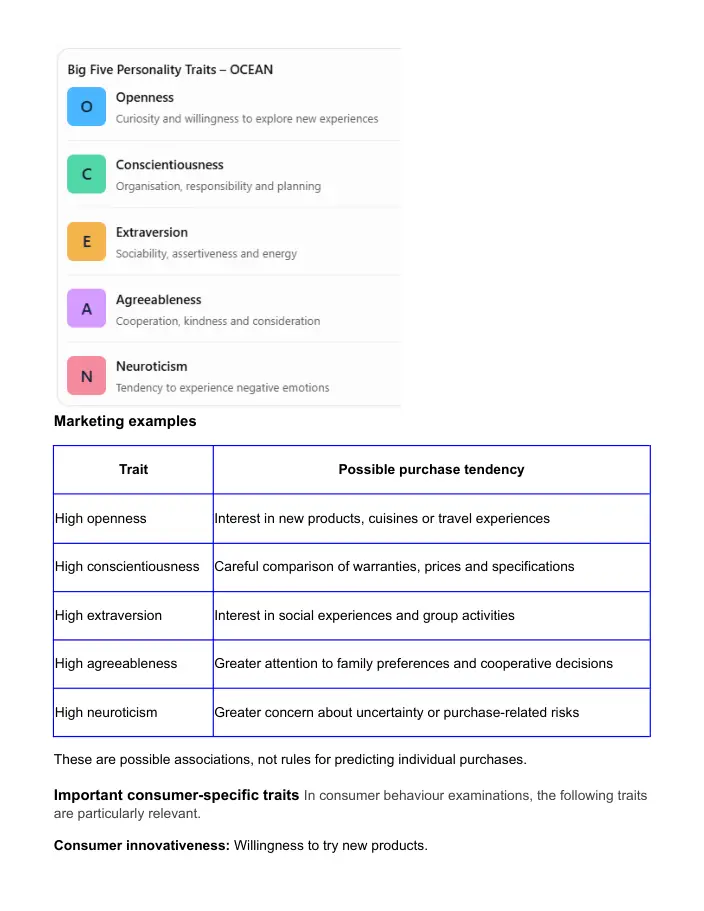 Big Five Personality Traits – OCEAN
O
Openness
Curiosity and willingness to explore new experiences
C
Conscientiousness
Organisation, responsibility and planning
E
Extraversion
Sociability, assertiveness and energy
A
Agreeableness
Cooperation, kindness and consideration
N
Neuroticism
Tendency to experience negative emotions
Marketing examples
Trait Possible purchase tendency
High openness Interest in new products, cuisines or travel experiences
High conscientiousness Careful comparison of warranties, prices and specifications
High extraversion Interest in social experiences and group activities
High agreeableness Greater attention to family preferences and cooperative decisions
High neuroticism Greater concern about uncertainty or purchase-related risks
These are possible associations, not rules for predicting individual purchases.
Important consumer-specific traits In consumer behaviour examinations, the following traits
are particularly relevant.
Consumer innovativeness: Willingness to try new products.